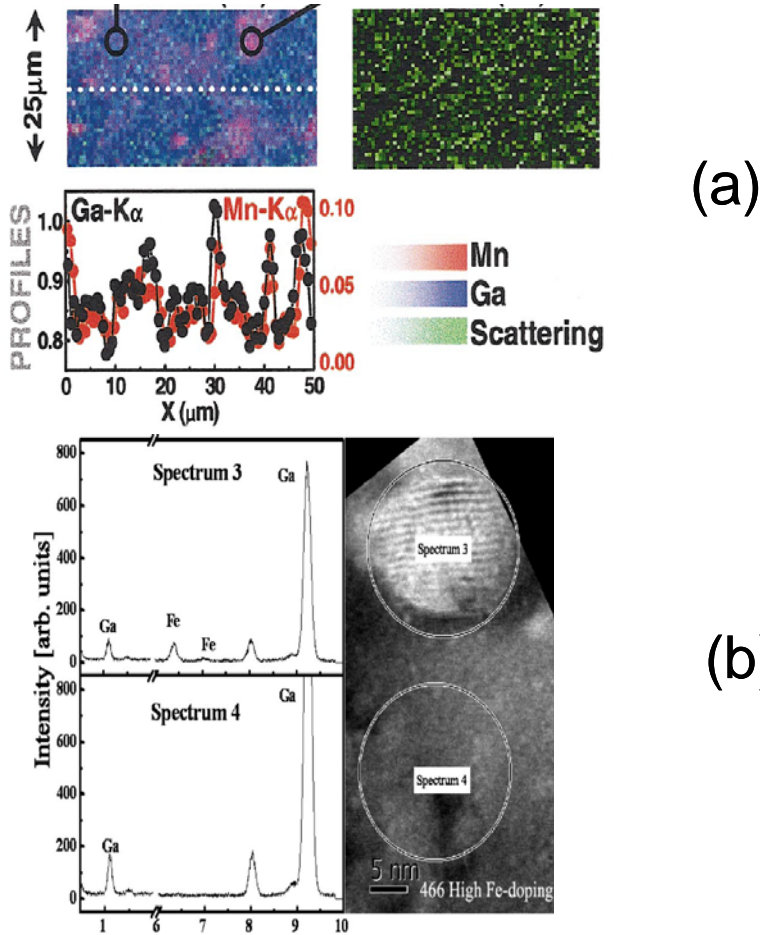 25μm
(a)
PROFILES
Ga-Kα
Mn-Kα
1.0
0.9
0.8
0.10
0.05
0.00
0
10
20
30
40
50
X (μm)
Mn
Ga
Scattering
Intensity [arb. units]
800
600
400
200
0
Spectrum 3
Ga
Ga
Fe
Fe
800
600
400
200
0
Spectrum 4
Ga
Ga
1
6
7
8
9
10
Spectrum 3
Spectrum 4
5 nm
466 High Fe-doping
(b)